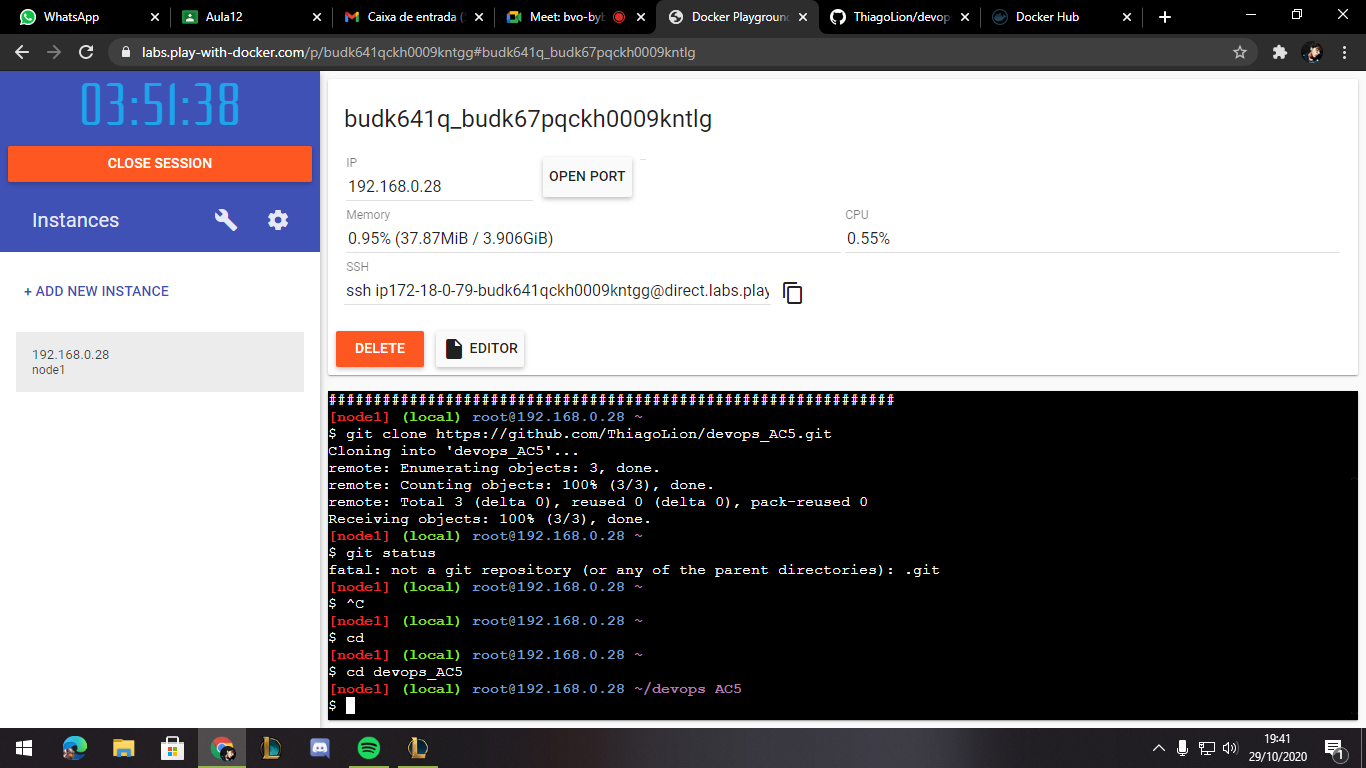 WhatsApp
Aula12
Caixa de entrada (
Meet: bvo-byb
Docker Playground
ThiagoLion/devop
Docker Hub
labs.play-with-docker.com/p/budk641qckh0009kntgg#budk641q_budk67pqckh0009kntlg
03:51:38
CLOSE SESSION
Instances
+ ADD NEW INSTANCE
192.168.0.28
node1
budk641q_budk67pqckh0009kntlg
IP
192.168.0.28
OPEN PORT
Memory
0.95% (37.87MiB / 3.906GiB)
CPU
0.55%
SSH
ssh ip172-18-0-79-budk641qckh0009kntgg@direct.labs.play
DELETE
EDITOR
###############################################################
[node1] (local) root@192.168.0.28 ~
$ git clone https://github.com/ThiagoLion/devops_AC5.git
Cloning into 'devops_AC5'...
remote: Enumerating objects: 3, done.
remote: Counting objects: 100% (3/3), done.
remote: Total 3 (delta 0), reused 0 (delta 0), pack-reused 0
Receiving objects: 100% (3/3), done.
[node1] (local) root@192.168.0.28 ~
$ git status
fatal: not a git repository (or any of the parent directories): .git
[node1] (local) root@192.168.0.28 ~
$ ^C
[node1] (local) root@192.168.0.28 ~
$ cd
[node1] (local) root@192.168.0.28 ~
$ cd devops_AC5
[node1] (local) root@192.168.0.28 ~/devops AC5
$
19:41
29/10/2020
1